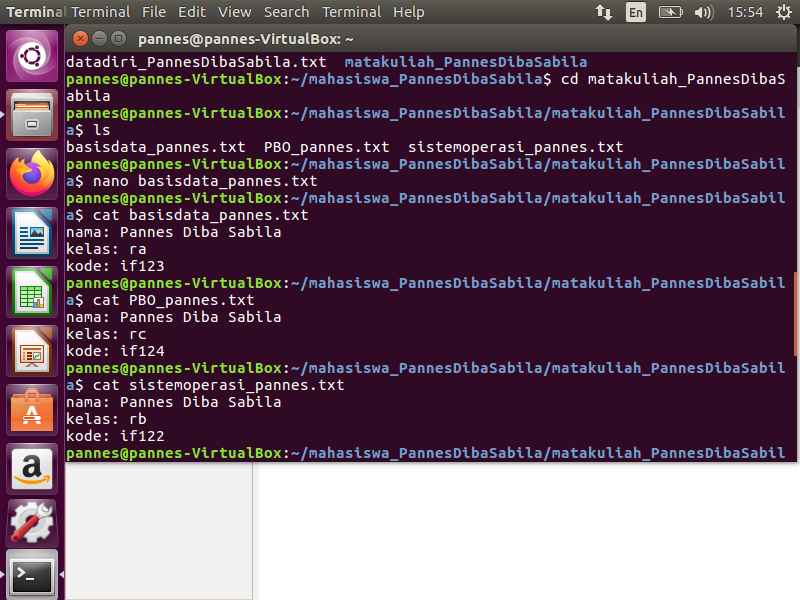 Terminal Terminal File Edit View Search Terminal Help En 15:54
pannes@pannes-VirtualBox: ~
datadiri_PannesDibaSabila.txt matakuliah_PannesDibaSabila
pannes@pannes-VirtualBox:~/mahasiswa_PannesDibaSabila$ cd matakuliah_PannesDibaS
abila
pannes@pannes-VirtualBox:~/mahasiswa_PannesDibaSabila/matakuliah_PannesDibaSabil
a$ ls
basisdata_pannes.txt PBO_pannes.txt sistemoperasi_pannes.txt
pannes@pannes-VirtualBox:~/mahasiswa_PannesDibaSabila/matakuliah_PannesDibaSabil
a$ nano basisdata_pannes.txt
pannes@pannes-VirtualBox:~/mahasiswa_PannesDibaSabila/matakuliah_PannesDibaSabil
a$ cat basisdata_pannes.txt
nama: Pannes Diba Sabila
kelas: ra
kode: if123
pannes@pannes-VirtualBox:~/mahasiswa_PannesDibaSabila/matakuliah_PannesDibaSabil
a$ cat PBO_pannes.txt
nama: Pannes Diba Sabila
kelas: rc
kode: if124
pannes@pannes-VirtualBox:~/mahasiswa_PannesDibaSabila/matakuliah_PannesDibaSabil
a$ cat sistemoperasi_pannes.txt
nama: Pannes Diba Sabila
kelas: rb
kode: if122
pannes@pannes-VirtualBox:~/mahasiswa_PannesDibaSabila/matakuliah_PannesDibaSabil